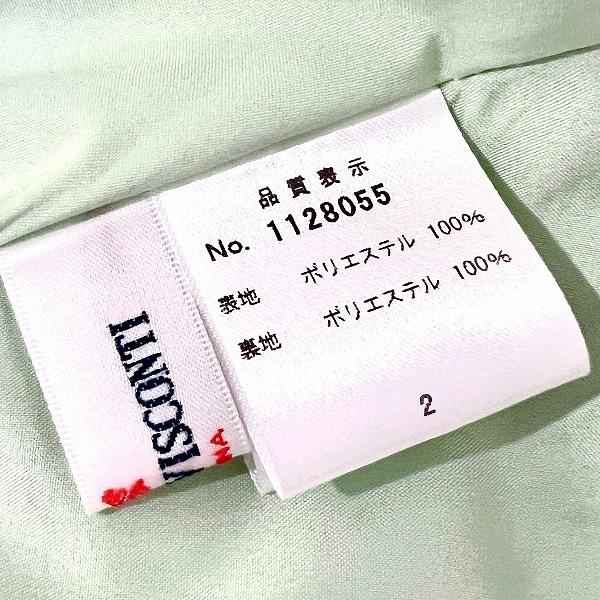 品質表示
No. 1128055
表地 ポリエステル 100%
裏地 ポリエステル 100%
2
VISCONTI
NA